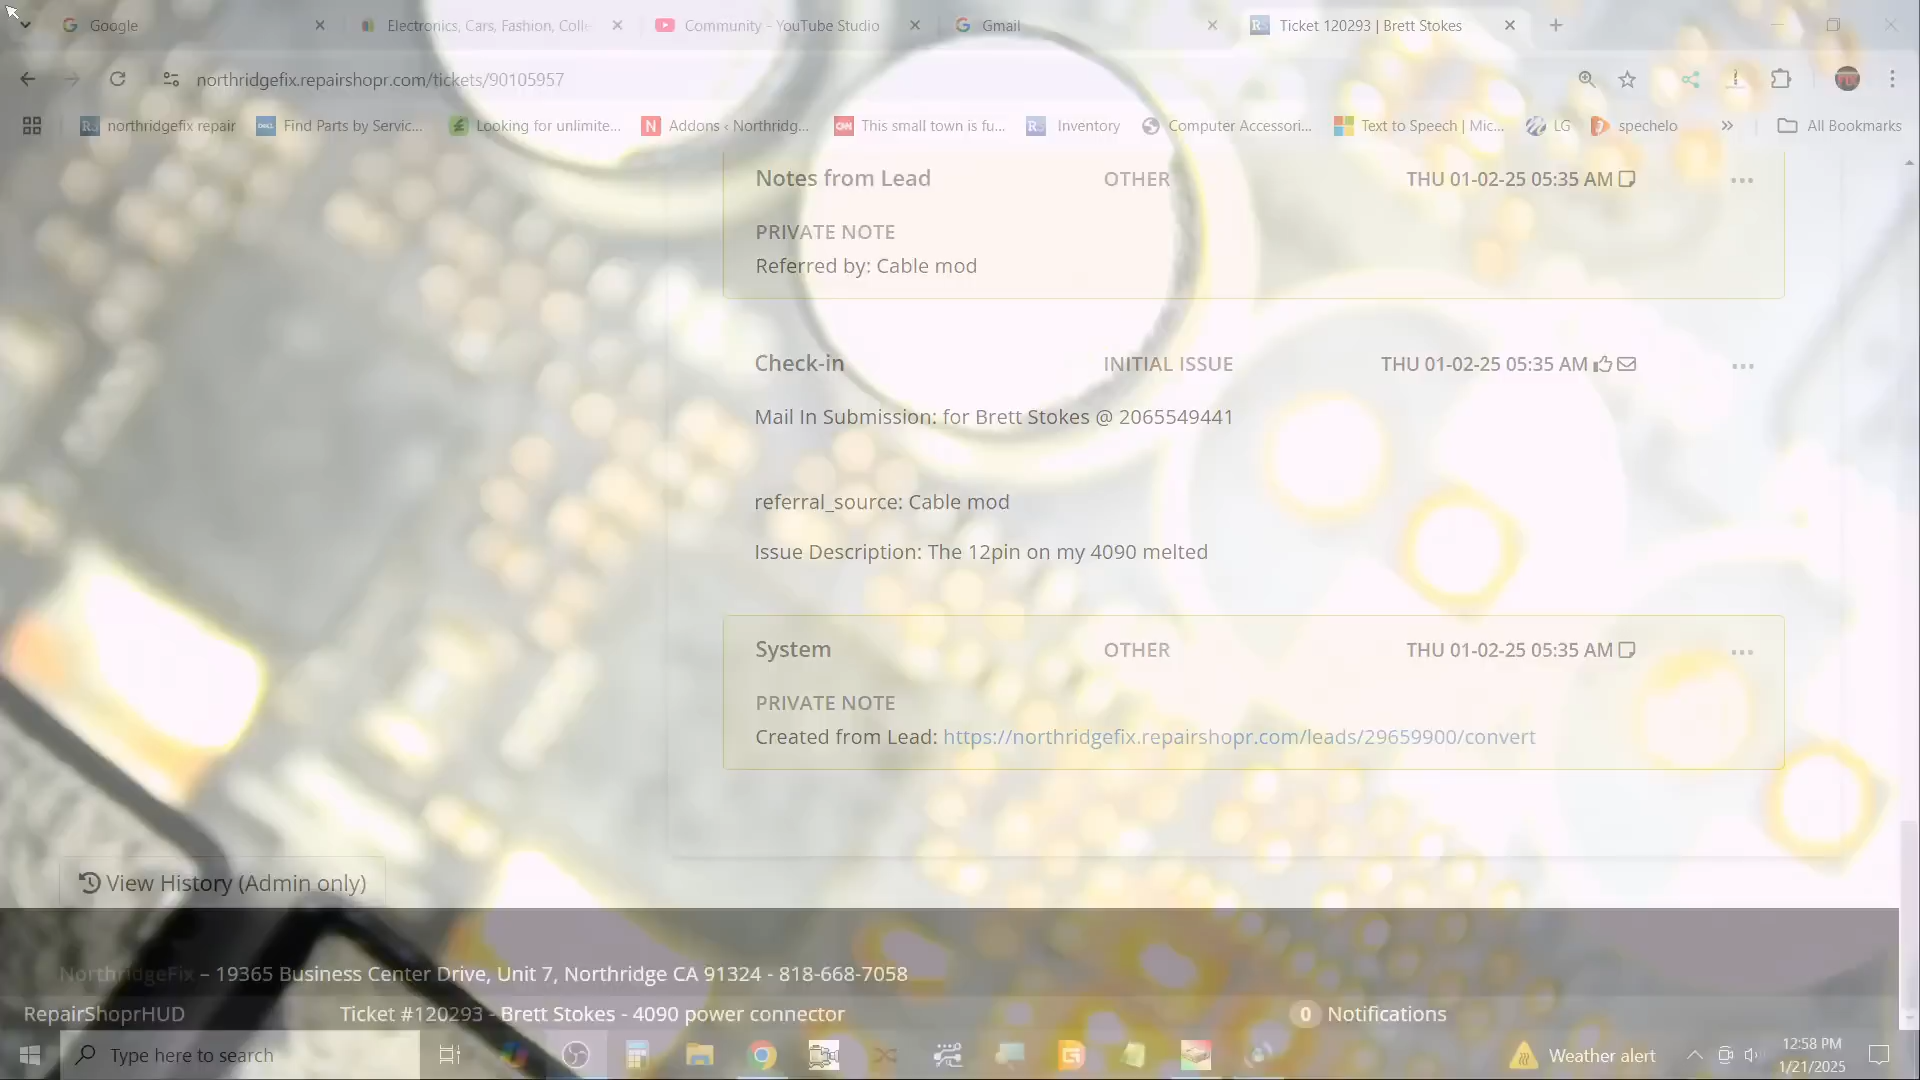 Google
Electronics, Cars, Fashion, Colle
Community - YouTube Studio
Gmail
Ticket 120293 | Brett Stokes
northridgefix.repairshopr.com/tickets/90105957
northridgefix repair
Find Parts by Servic...
Looking for unlimite...
Addons ‹ Northridg...
This small town is fu...
Inventory
Computer Accessori...
Text to Speech | Mic...
LG
spechelo
All Bookmarks
Notes from Lead OTHER THU 01-02-25 05:35 AM
PRIVATE NOTE
Referred by: Cable mod
Check-in INITIAL ISSUE THU 01-02-25 05:35 AM
Mail In Submission: for Brett Stokes @ 2065549441
referral_source: Cable mod
Issue Description: The 12pin on my 4090 melted
System OTHER THU 01-02-25 05:35 AM
PRIVATE NOTE
Created from Lead: https://northridgefix.repairshopr.com/leads/29659900/convert
View History (Admin only)
NorthridgeFix – 19365 Business Center Drive, Unit 7, Northridge CA 91324 - 818-668-7058
RepairShoprHUD Ticket #120293 - Brett Stokes - 4090 power connector 0 Notifications
Type here to search
Weather alert
12:58 PM
1/21/2025